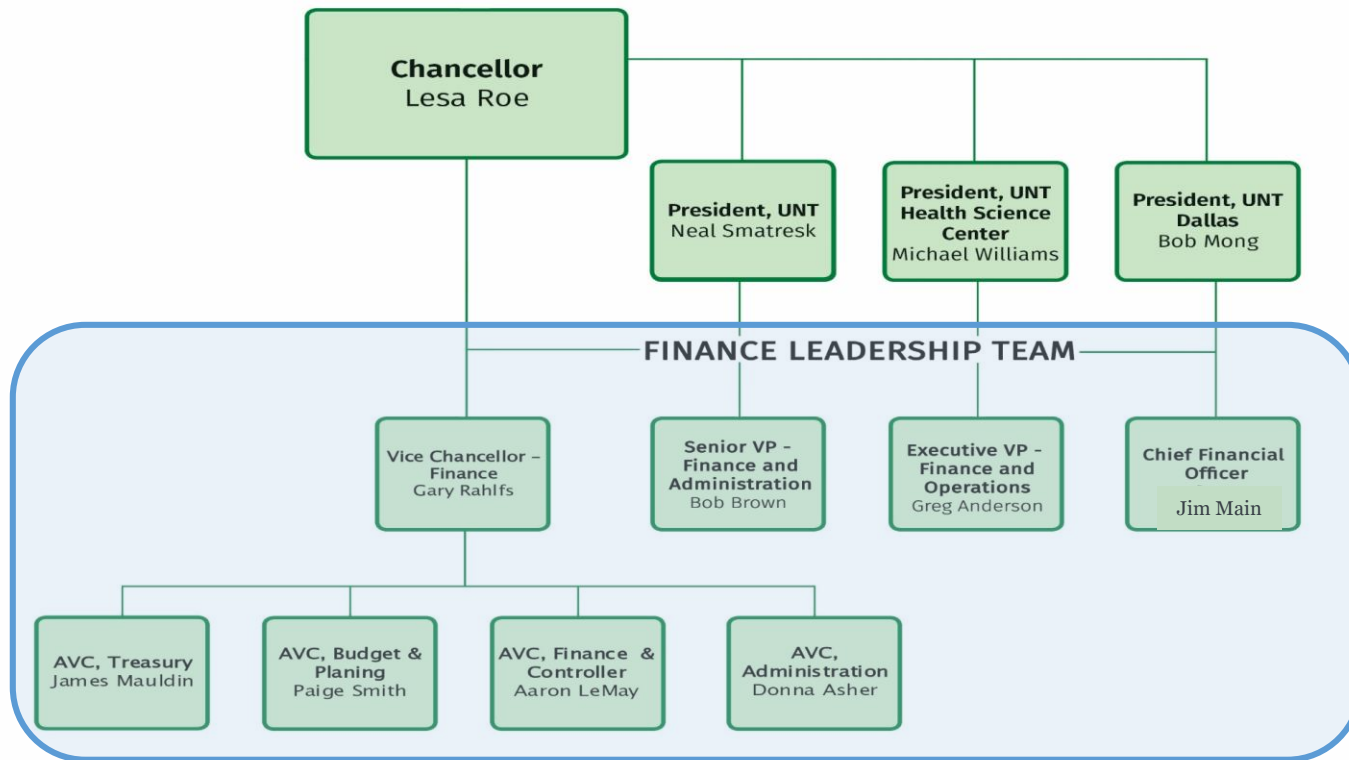 Chancellor
Lesa Roe
President, UNT
Neal Smatresk
President, UNT
Health Science
Center
Michael Williams
President, UNT
Dallas
Bob Mong
FINANCE LEADERSHIP TEAM
Vice Chancellor –
Finance
Gary Rahlfs
Senior VP -
Finance and
Administration
Bob Brown
Executive VP -
Finance and
Operations
Greg Anderson
Chief Financial
Officer
Jim Main
AVC, Treasury
James Mauldin
AVC, Budget &
Planing
Paige Smith
AVC, Finance &
Controller
Aaron LeMay
AVC,
Administration
Donna Asher